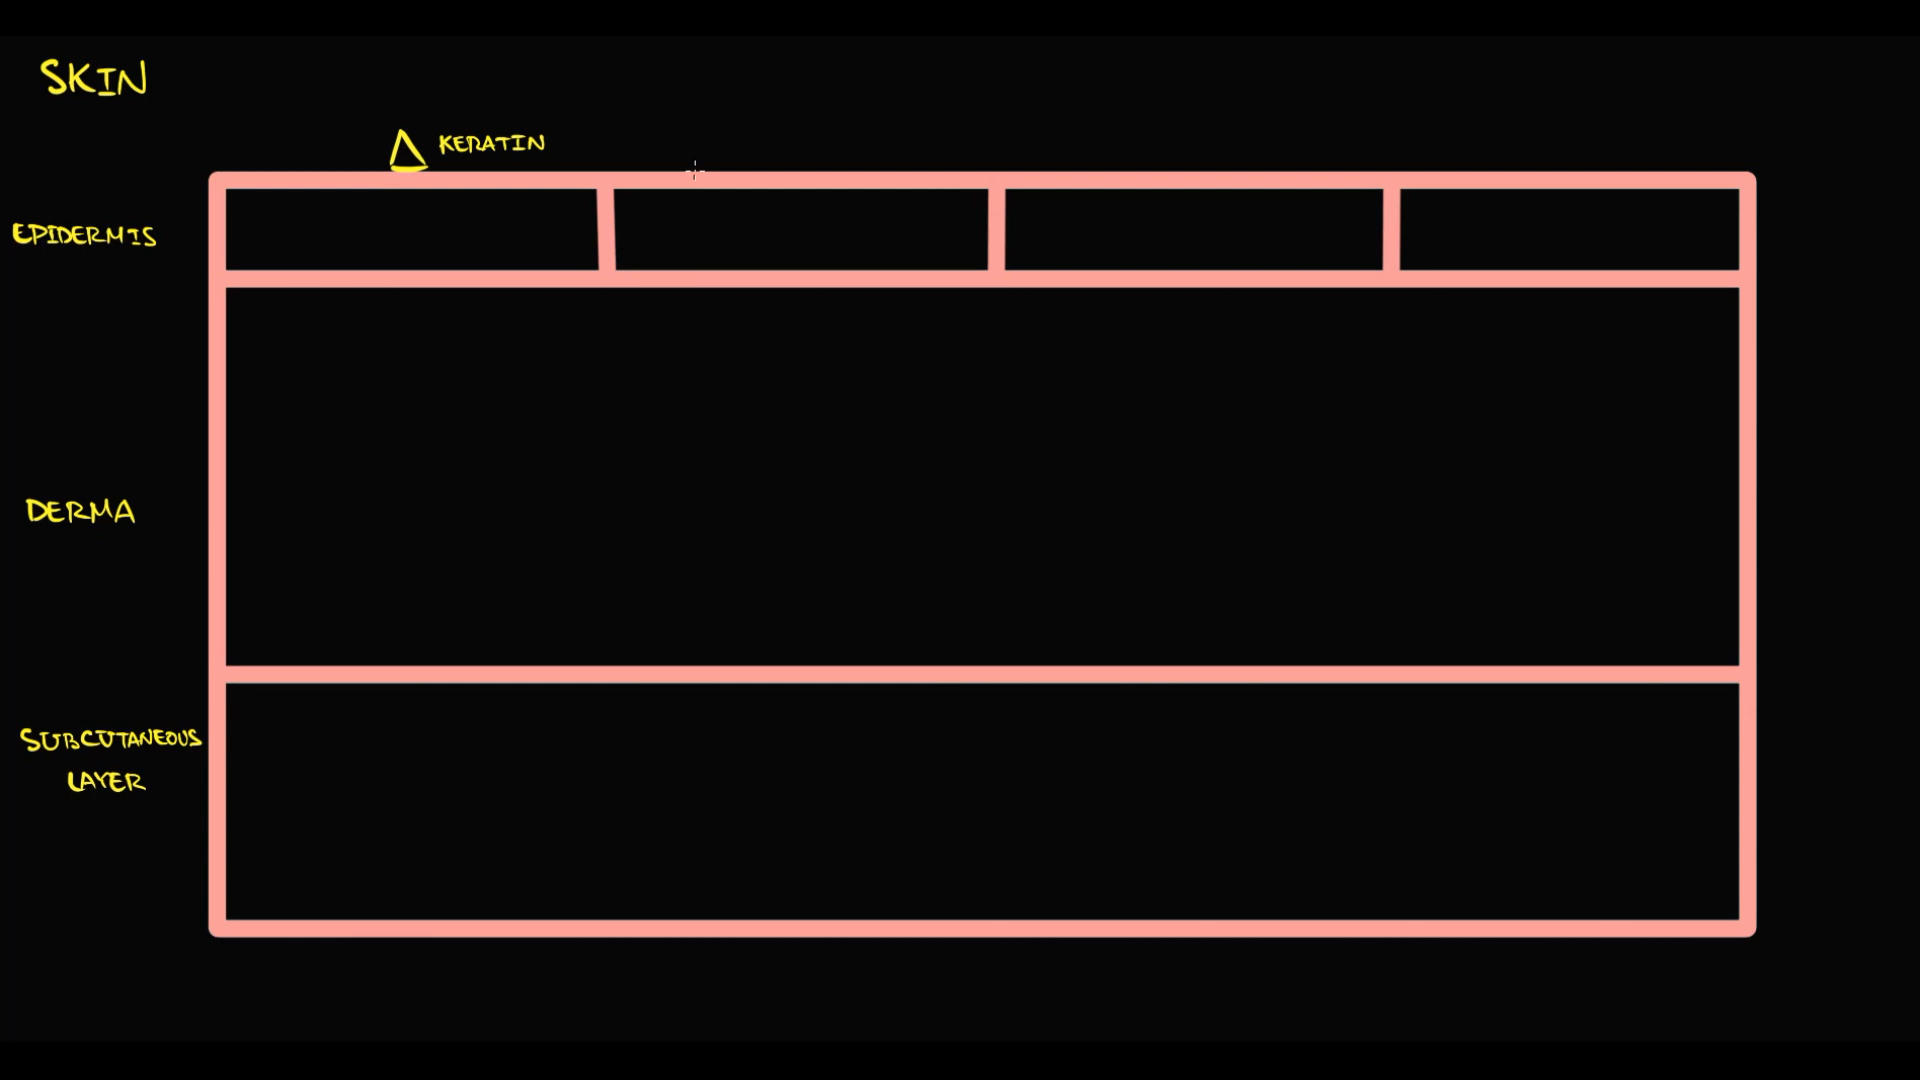 SKIN
Δ KERATIN
EPIDERMIS
DERMA
SUBCUTANEOUS
LAYER